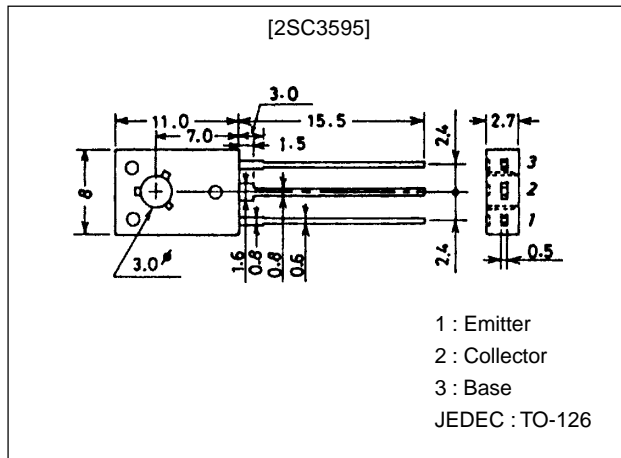 [2SC3595]
3.0
11.0
15.5
7.0
1.5
2.4
2.7
8
3
2
1
3.0ø
1.6
0.8
0.8
0.6
2.4
0.5
1 : Emitter
2 : Collector
3 : Base
JEDEC : TO-126